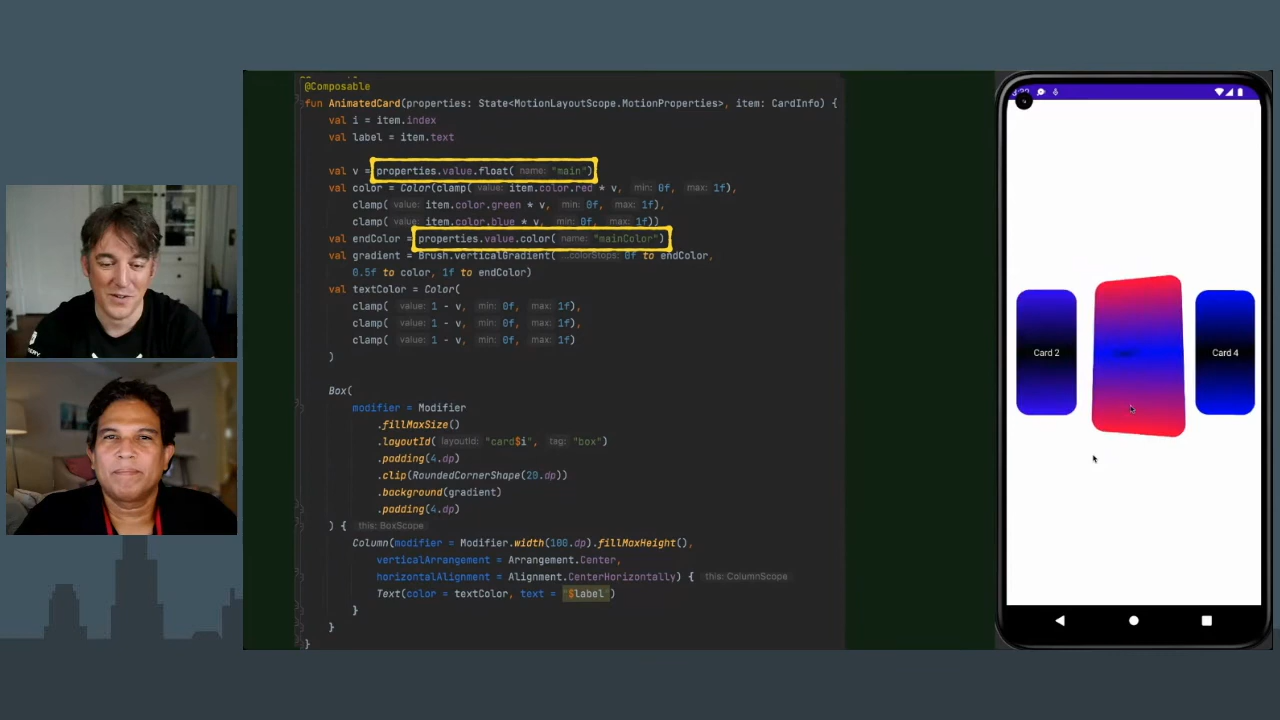 @Composable
fun AnimatedCard(properties: State<MotionLayoutScope.MotionProperties>, item: CardInfo) {
val i = item.index
val label = item.text
val v = properties.value.float( name: "main")
val color = Color(clamp( value: item.color.red * v, min: 0f, max: 1f),
clamp( value: item.color.green * v, min: 0f, max: 1f),
clamp( value: item.color.blue * v, min: 0f, max: 1f))
val endColor = properties.value.color( name: "mainColor")
val gradient = Brush.verticalGradient( ...colorStops: 0f to endColor,
0.5f to color, 1f to endColor)
val textColor = Color(
clamp( value: 1 - v, min: 0f, max: 1f),
clamp( value: 1 - v, min: 0f, max: 1f),
clamp( value: 1 - v, min: 0f, max: 1f)
)
Box(
modifier = Modifier
.fillMaxSize()
.layoutId( layoutId: "card$i", tag: "box")
.padding(4.dp)
.clip(RoundedCornerShape(20.dp))
.background(gradient)
.padding(4.dp)
) { this: BoxScope
Column(modifier = Modifier.width(100.dp).fillMaxHeight(),
verticalArrangement = Arrangement.Center,
horizontalAlignment = Alignment.CenterHorizontally) { this: ColumnScope
Text(color = textColor, text = "$label")
}
}
}
Card 2
Card 4